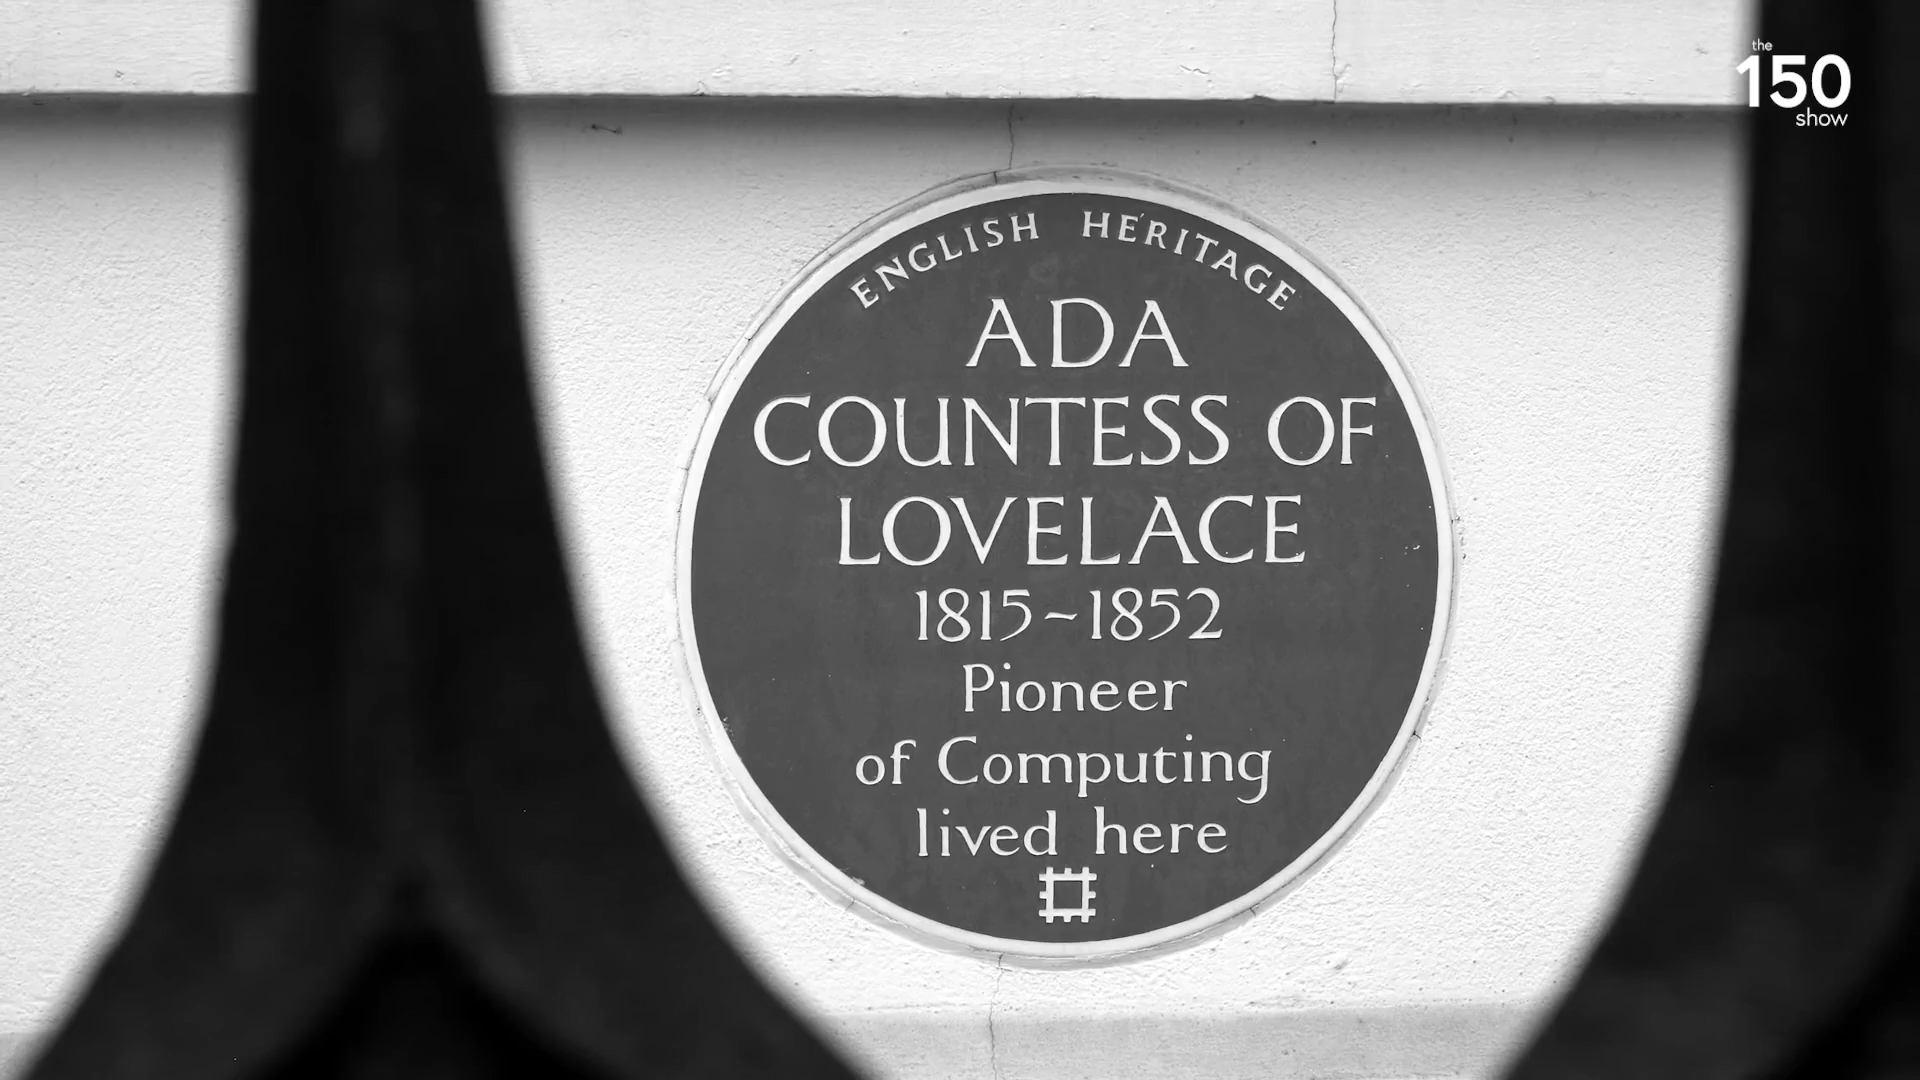 the
150
show
ENGLISH HERITAGE
ADA
COUNTESS OF
LOVELACE
1815~1852
Pioneer
of Computing
lived here